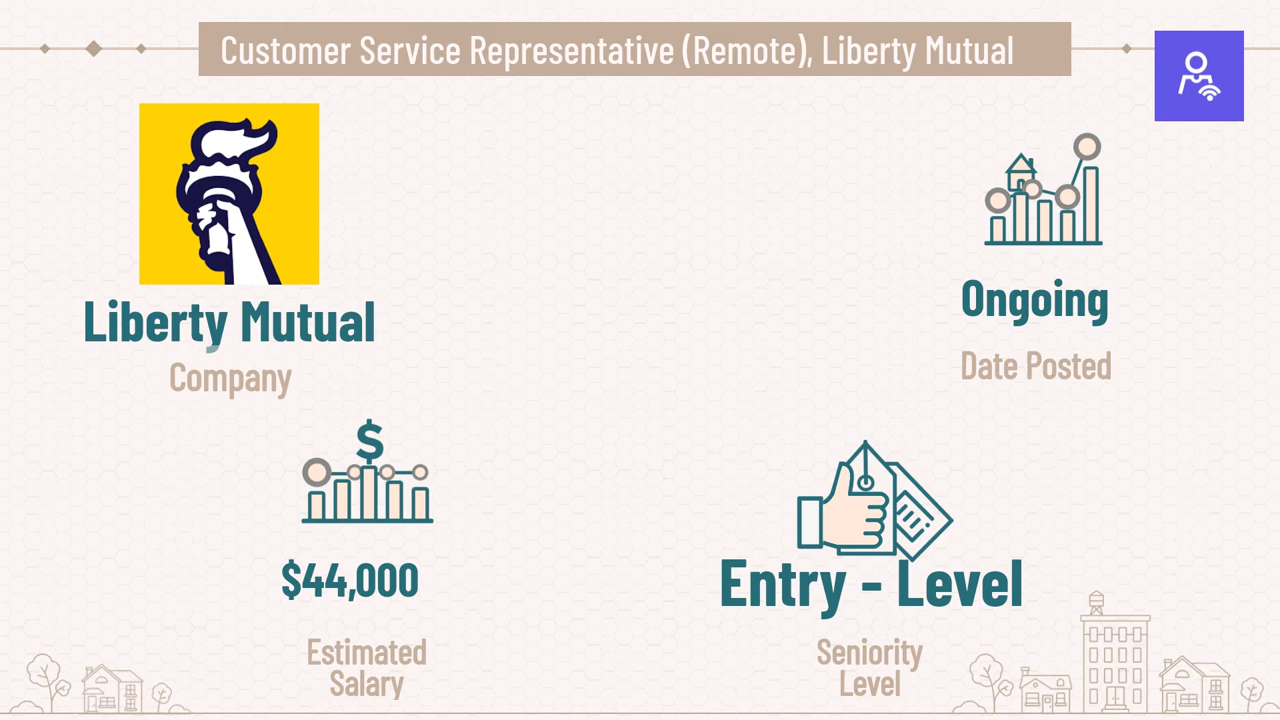 Customer Service Representative (Remote), Liberty Mutual
Liberty Mutual
Company
Ongoing
Date Posted
$
$44,000
Estimated
Salary
Entry - Level
Seniority
Level